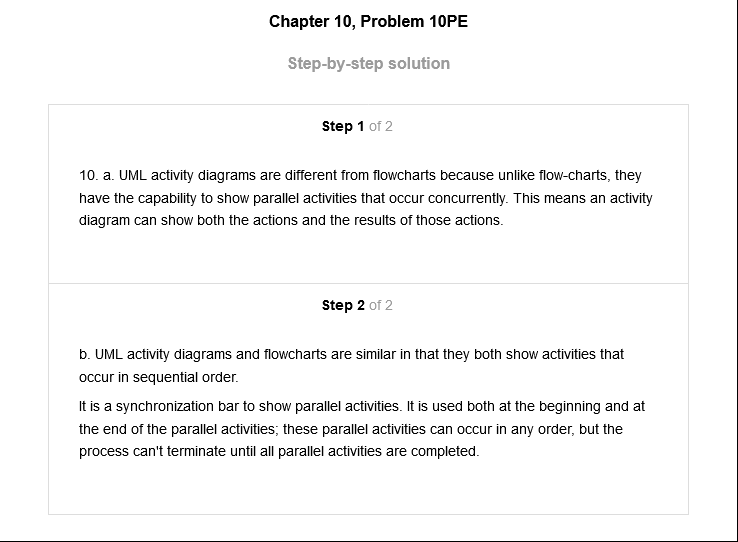 Chapter 10, Problem 10PE
Step-by-step solution
Step 1 of 2
10. a. UML activity diagrams are different from flowcharts because unlike flow-charts, they
have the capability to show parallel activities that occur concurrently. This means an activity
diagram can show both the actions and the results of those actions.
Step 2 of 2
b. UML activity diagrams and flowcharts are similar in that they both show activities that
occur in sequential order.
It is a synchronization bar to show parallel activities. It is used both at the beginning and at
the end of the parallel activities; these parallel activities can occur in any order, but the
process can't terminate until all parallel activities are completed.